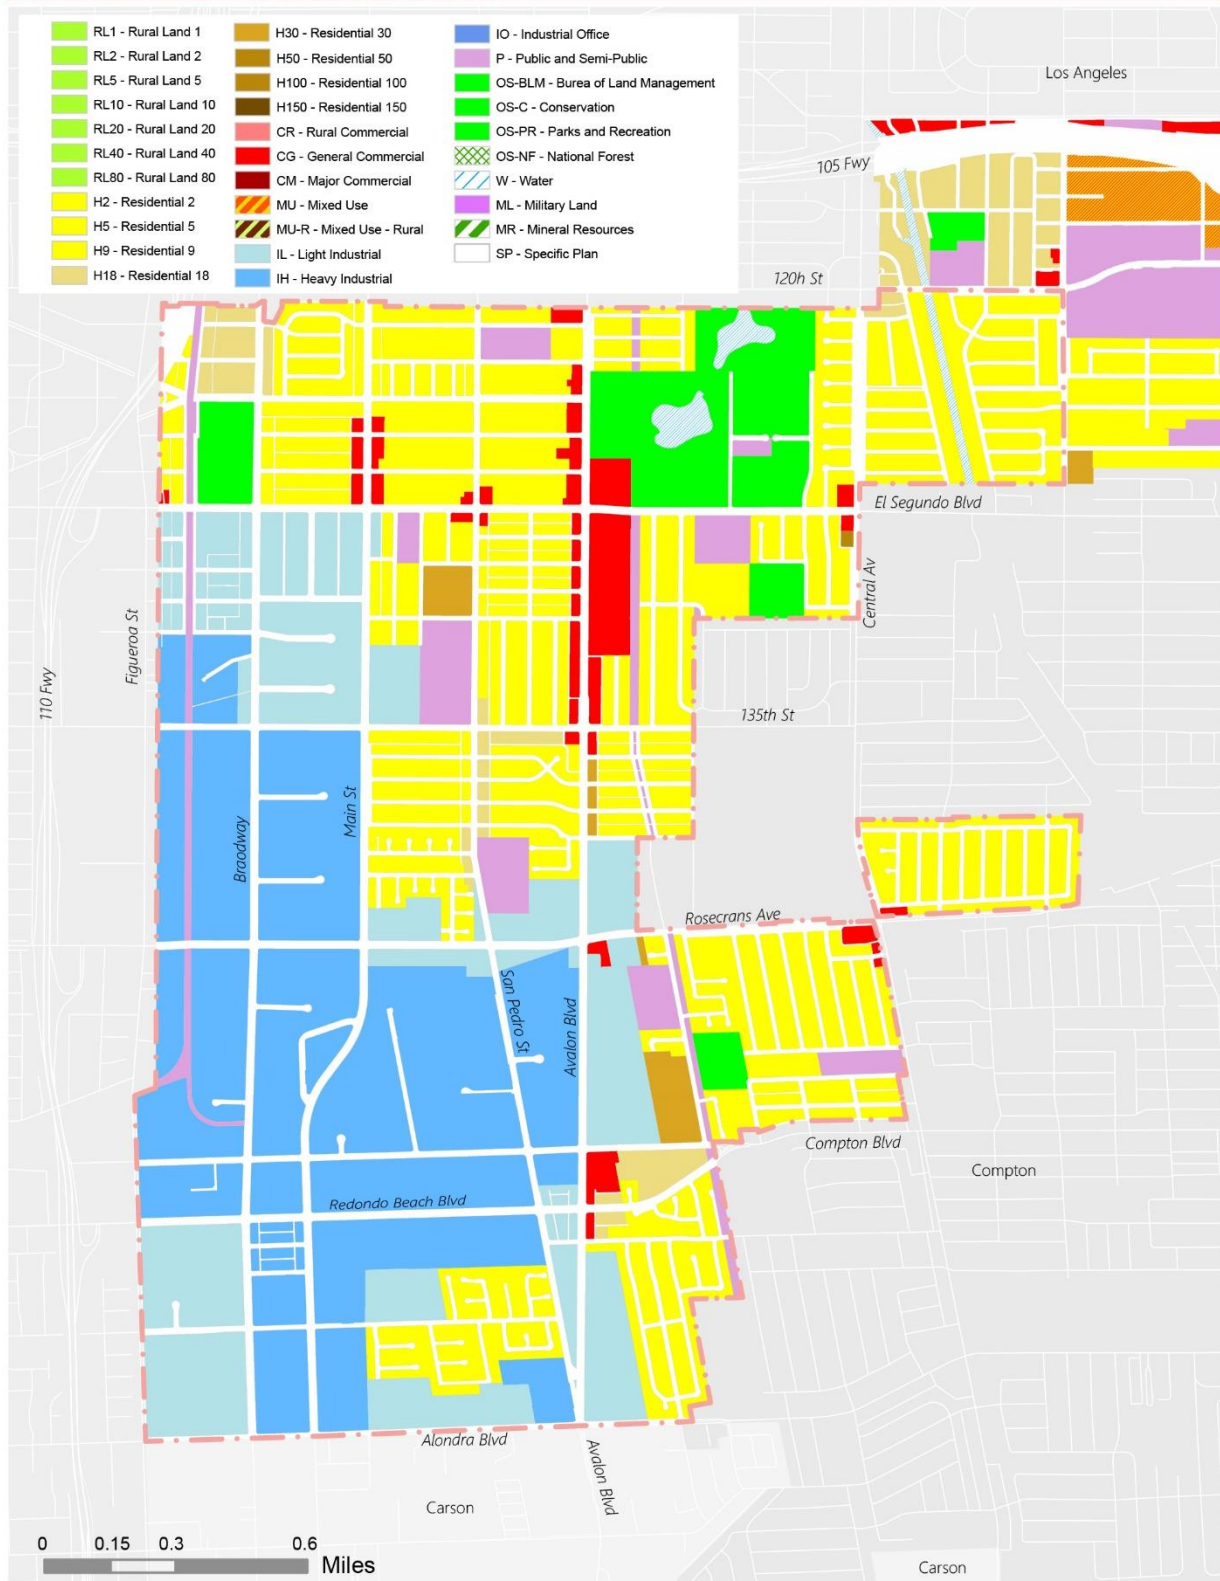 RL1 - Rural Land 1
RL2 - Rural Land 2
RL5 - Rural Land 5
RL10 - Rural Land 10
RL20 - Rural Land 20
RL40 - Rural Land 40
RL80 - Rural Land 80
H2 - Residential 2
H5 - Residential 5
H9 - Residential 9
H18 - Residential 18
H30 - Residential 30
H50 - Residential 50
H100 - Residential 100
H150 - Residential 150
CR - Rural Commercial
CG - General Commercial
CM - Major Commercial
MU - Mixed Use
MU-R - Mixed Use - Rural
IL - Light Industrial
IH - Heavy Industrial
IO - Industrial Office
P - Public and Semi-Public
OS-BLM - Burea of Land Management
OS-C - Conservation
OS-PR - Parks and Recreation
OS-NF - National Forest
W - Water
ML - Military Land
MR - Mineral Resources
SP - Specific Plan
Los Angeles
105 Fwy
120h St
El Segundo Blvd
Central Av
Figueroa St
110 Fwy
135th St
Main St
Braodway
Rosecrans Ave
San Pedro St
Avalon Blvd
Compton Blvd
Compton
Redondo Beach Blvd
Alondra Blvd
Avalon Blvd
Carson
0 0.15 0.3 0.6
Miles
Carson